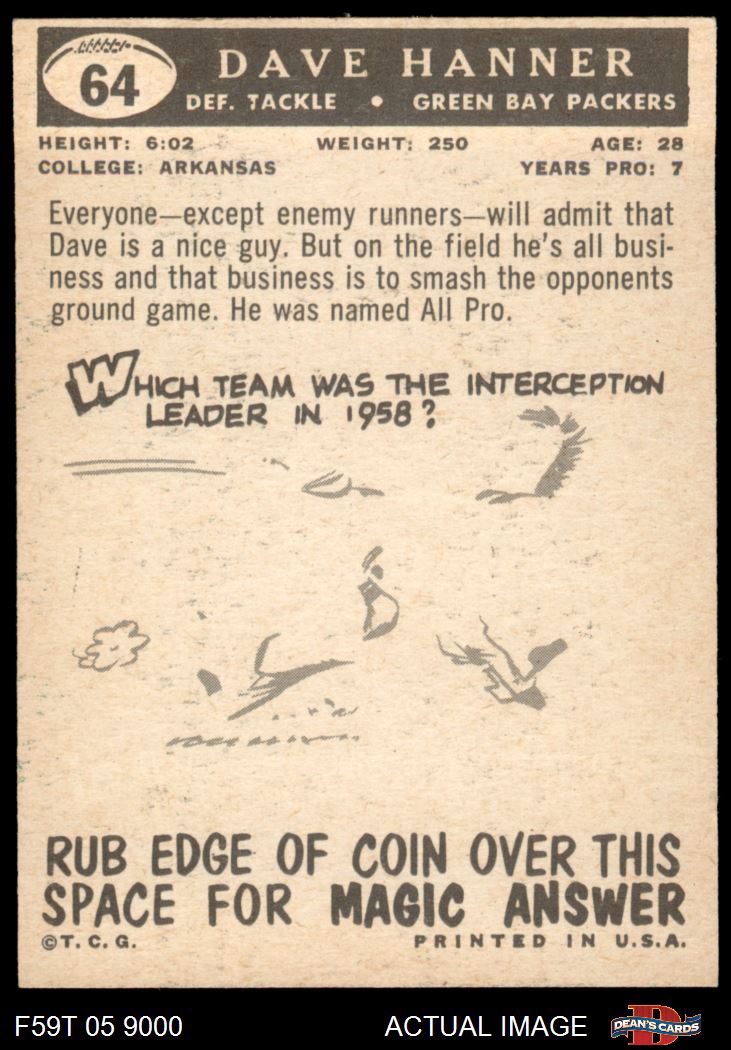 64
DAVE HANNER
DEF. TACKLE • GREEN BAY PACKERS
HEIGHT: 6:02 WEIGHT: 250 AGE: 28
COLLEGE: ARKANSAS YEARS PRO: 7
Everyone—except enemy runners—will admit that
Dave is a nice guy. But on the field he's all busi-
ness and that business is to smash the opponents
ground game. He was named All Pro.
WHICH TEAM WAS THE INTERCEPTION
LEADER IN 1958?
RUB EDGE OF COIN OVER THIS
SPACE FOR MAGIC ANSWER
©T.C.G. PRINTED IN U.S.A.
F59T 05 9000 ACTUAL IMAGE D DEAN'S CARDS